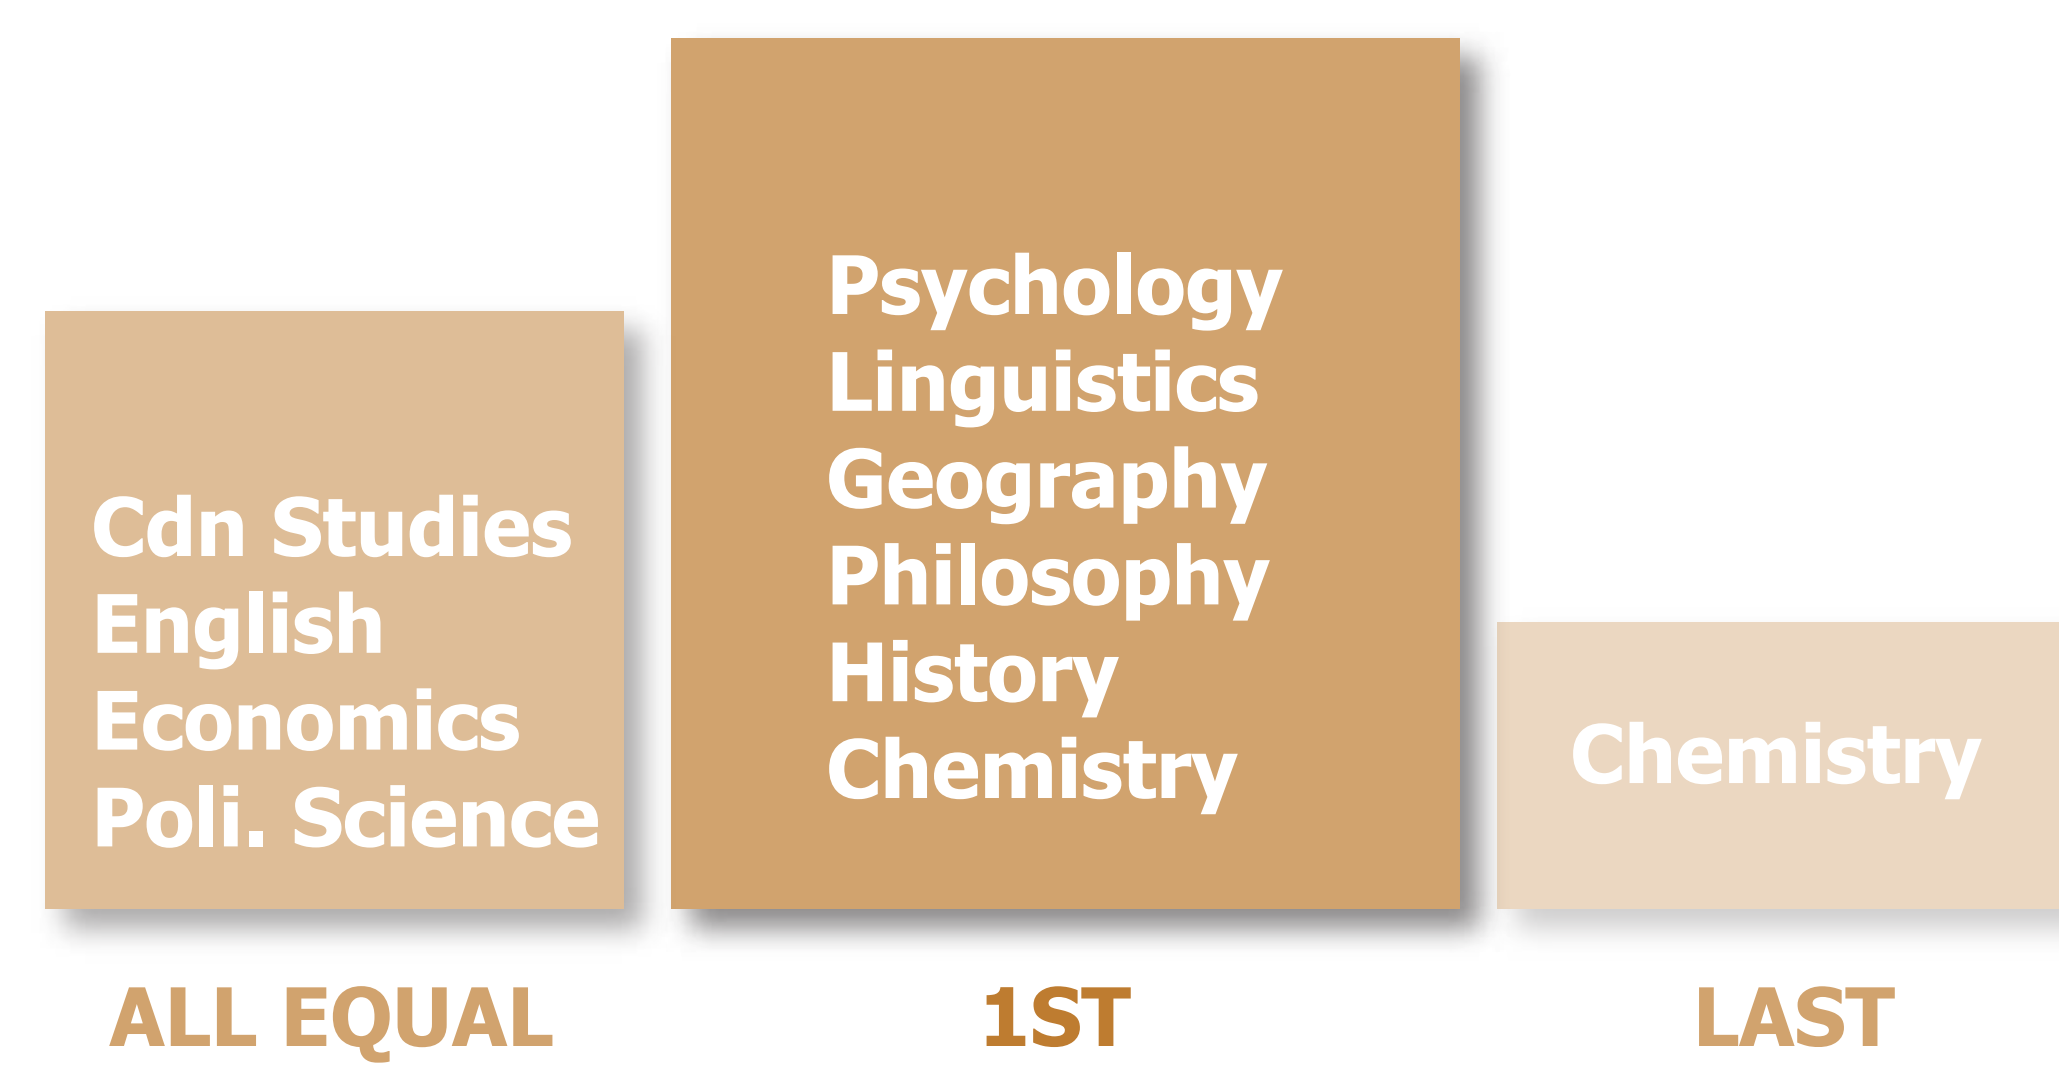 Cdn Studies
English
Economics
Poli. Science
ALL EQUAL
Psychology
Linguistics
Geography
Philosophy
History
Chemistry
1ST
Chemistry
LAST